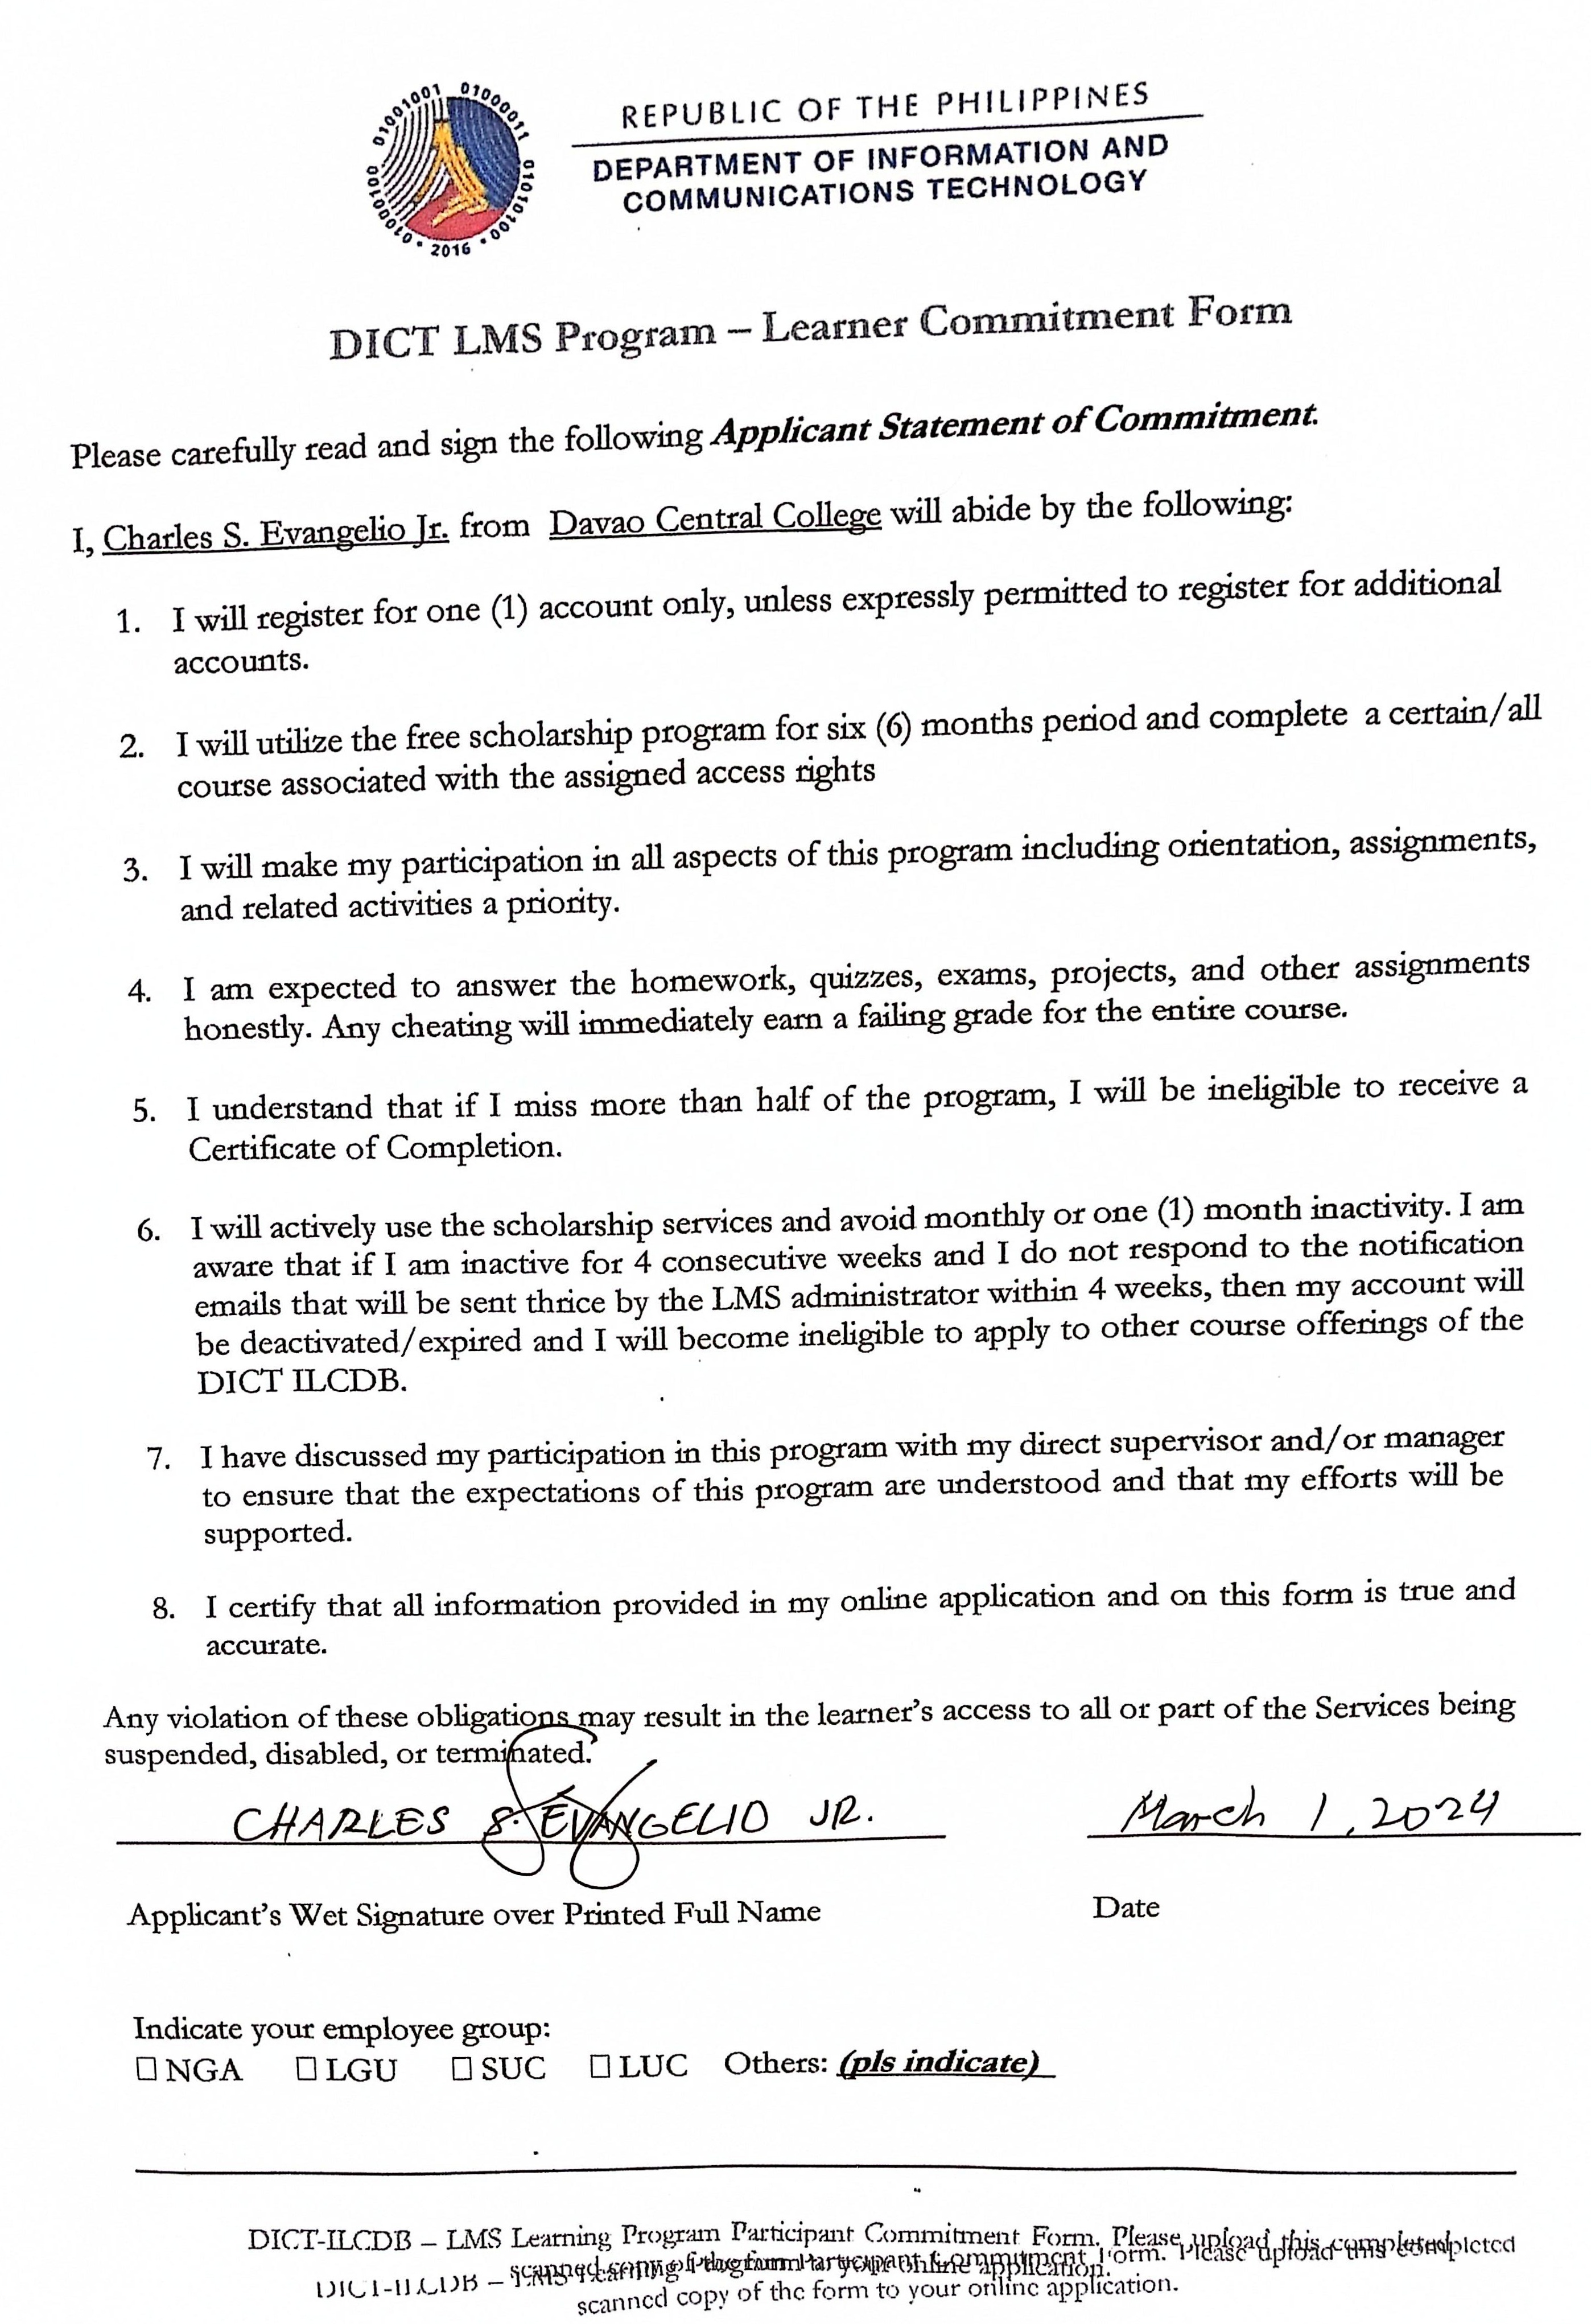 01001001 01000011 01010100 01000100 • 2016 •
REPUBLIC OF THE PHILIPPINES
DEPARTMENT OF INFORMATION AND
COMMUNICATIONS TECHNOLOGY
DICT LMS Program – Learner Commitment Form
Please carefully read and sign the following Applicant Statement of Commitment.
I, Charles S. Evangelio Jr. from Davao Central College will abide by the following:
1. I will register for one (1) account only, unless expressly permitted to register for additional
accounts.
2. I will utilize the free scholarship program for six (6) months period and complete a certain/all
course associated with the assigned access rights
3. I will make my participation in all aspects of this program including orientation, assignments,
and related activities a priority.
4. I am expected to answer the homework, quizzes, exams, projects, and other assignments
honestly. Any cheating will immediately earn a failing grade for the entire course.
5. I understand that if I miss more than half of the program, I will be ineligible to receive a
Certificate of Completion.
6. I will actively use the scholarship services and avoid monthly or one (1) month inactivity. I am
aware that if I am inactive for 4 consecutive weeks and I do not respond to the notification
emails that will be sent thrice by the LMS administrator within 4 weeks, then my account will
be deactivated/expired and I will become ineligible to apply to other course offerings of the
DICT ILCDB.
7. I have discussed my participation in this program with my direct supervisor and/or manager
to ensure that the expectations of this program are understood and that my efforts will be
supported.
8. I certify that all information provided in my online application and on this form is true and
accurate.
Any violation of these obligations may result in the learner's access to all or part of the Services being
suspended, disabled, or terminated.
CHARLES S. EVANGELIO JR. March 1, 2024
Applicant's Wet Signature over Printed Full Name Date
Indicate your employee group:
☐ NGA ☐ LGU ☐ SUC ☐ LUC Others: (pls indicate)
DICT-ILCDB – LMS Learning Program Participant Commitment Form. Please upload this completed
scanned copy of the form to your online application.
scanned copy of the form to your online application.